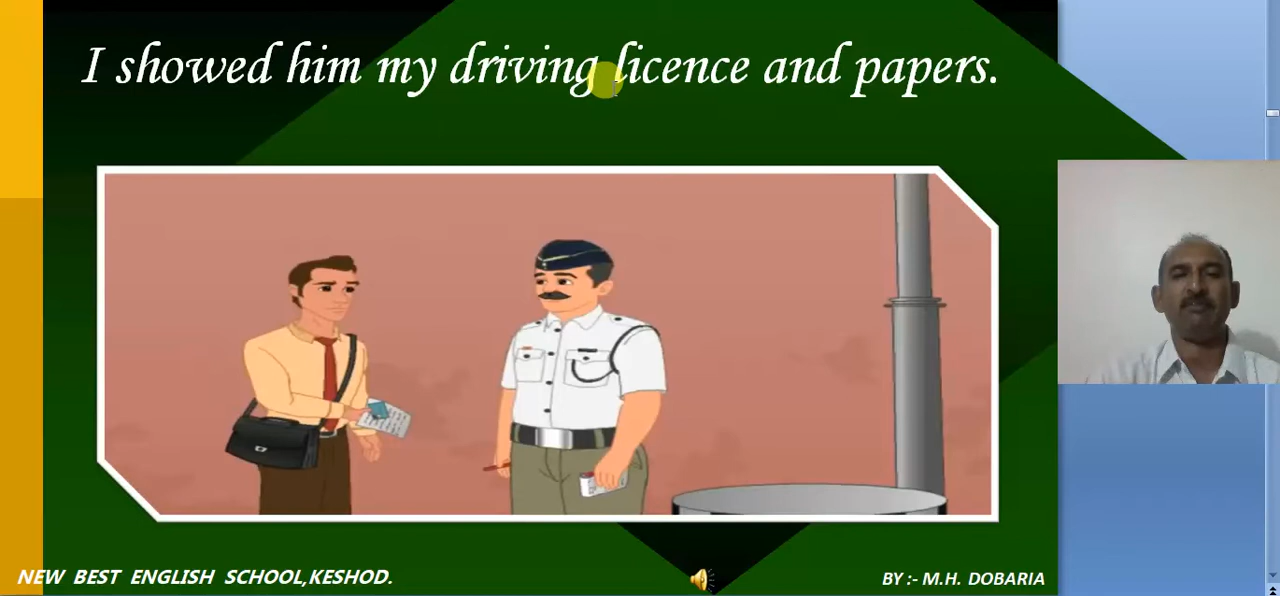 I showed him my driving licence and papers.
NEW BEST ENGLISH SCHOOL,KESHOD.
BY :- M.H. DOBARIA